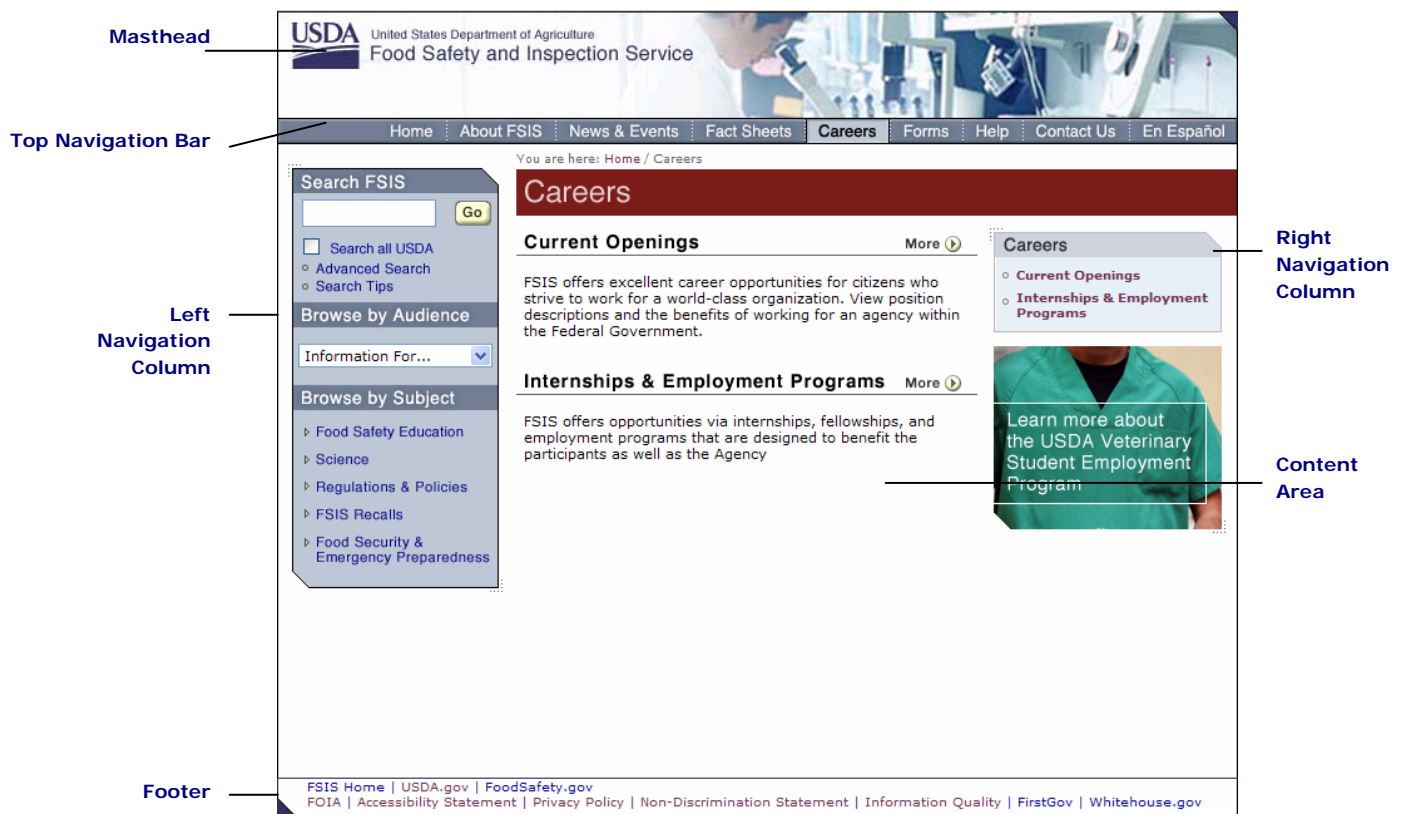 Masthead
USDA
United States Department of Agriculture
Food Safety and Inspection Service
Top Navigation Bar
Home About FSIS News & Events Fact Sheets Careers Forms Help Contact Us En Español
You are here: Home / Careers
Search FSIS
Go
Search all USDA
Advanced Search
Search Tips
Left
Navigation
Column
Browse by Audience
Information For...
Browse by Subject
Food Safety Education
Science
Regulations & Policies
FSIS Recalls
Food Security &
Emergency Preparedness
Careers
Current Openings More
FSIS offers excellent career opportunities for citizens who
strive to work for a world-class organization. View position
descriptions and the benefits of working for an agency within
the Federal Government.
Internships & Employment Programs More
FSIS offers opportunities via internships, fellowships, and
employment programs that are designed to benefit the
participants as well as the Agency
Careers
Current Openings
Internships & Employment
Programs
Learn more about
the USDA Veterinary
Student Employment
Program
Right
Navigation
Column
Content
Area
Footer
FSIS Home | USDA.gov | FoodSafety.gov
FOIA | Accessibility Statement | Privacy Policy | Non-Discrimination Statement | Information Quality | FirstGov | Whitehouse.gov